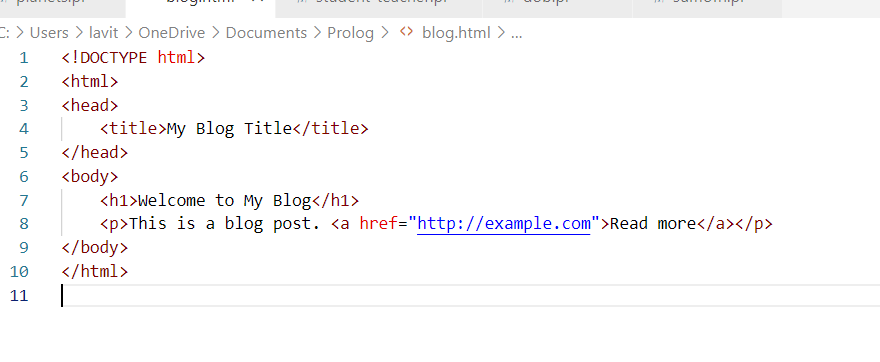 blog.html
C: > Users > lavit > OneDrive > Documents > Prolog > <> blog.html > ...
1 <!DOCTYPE html>
2 <html>
3 <head>
4 <title>My Blog Title</title>
5 </head>
6 <body>
7 <h1>Welcome to My Blog</h1>
8 <p>This is a blog post. <a href="http://example.com">Read more</a></p>
9 </body>
10 </html>
11